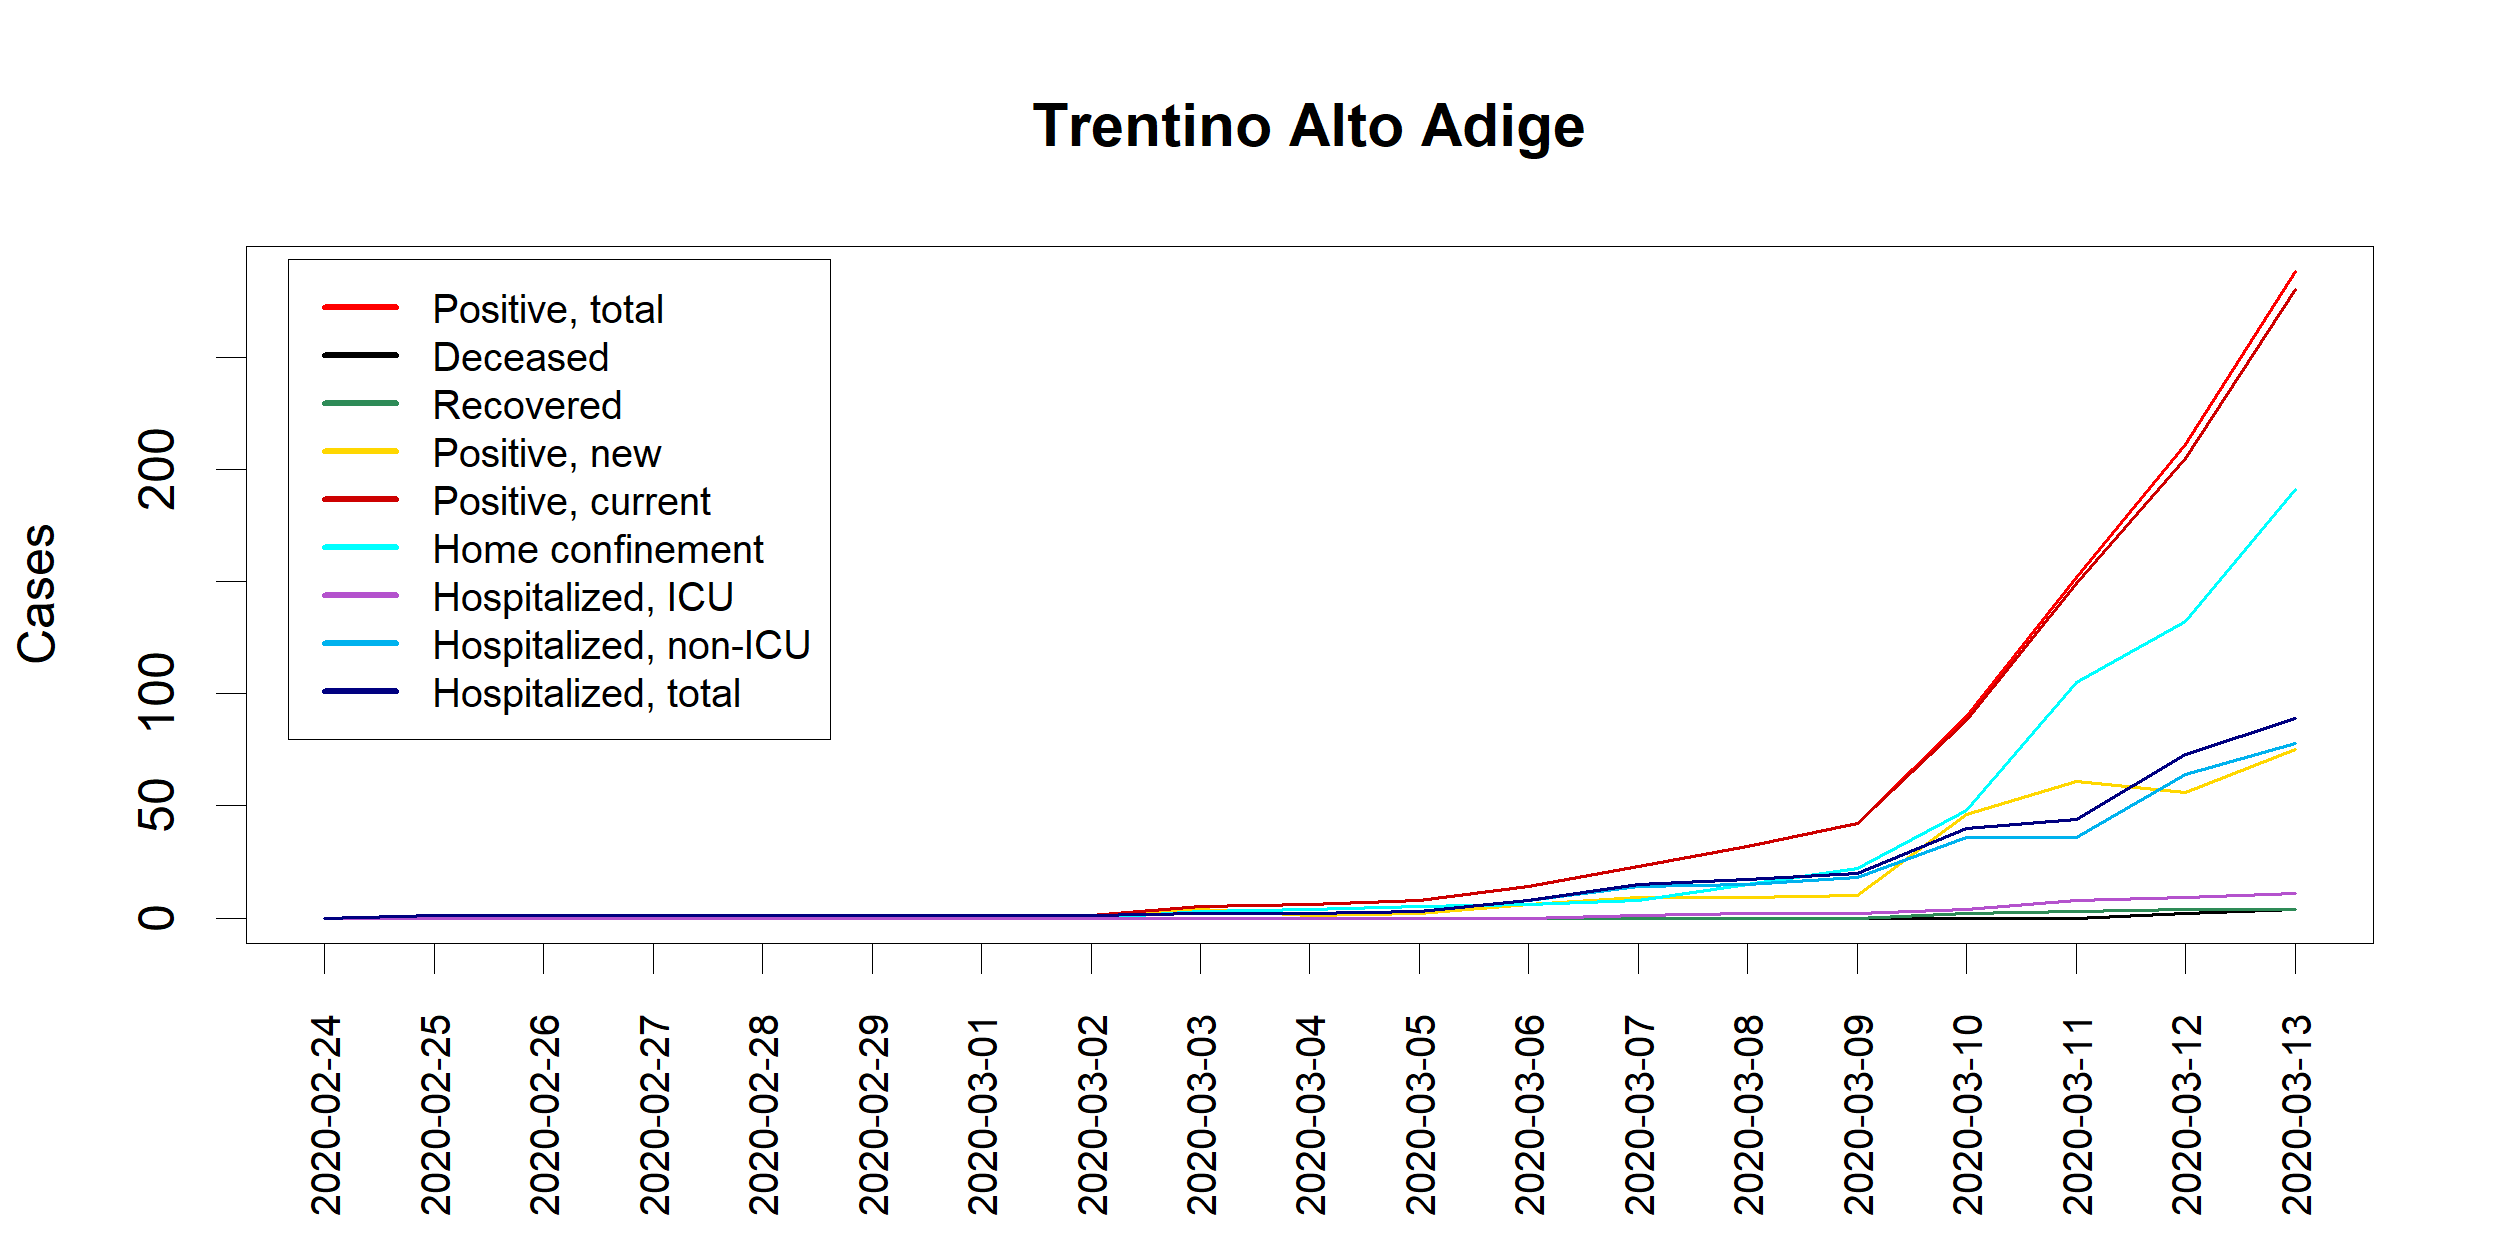 Trentino Alto Adige
Cases
200
100
50
0
Positive, total
Deceased
Recovered
Positive, new
Positive, current
Home confinement
Hospitalized, ICU
Hospitalized, non-ICU
Hospitalized, total
2020-02-24
2020-02-25
2020-02-26
2020-02-27
2020-02-28
2020-02-29
2020-03-01
2020-03-02
2020-03-03
2020-03-04
2020-03-05
2020-03-06
2020-03-07
2020-03-08
2020-03-09
2020-03-10
2020-03-11
2020-03-12
2020-03-13